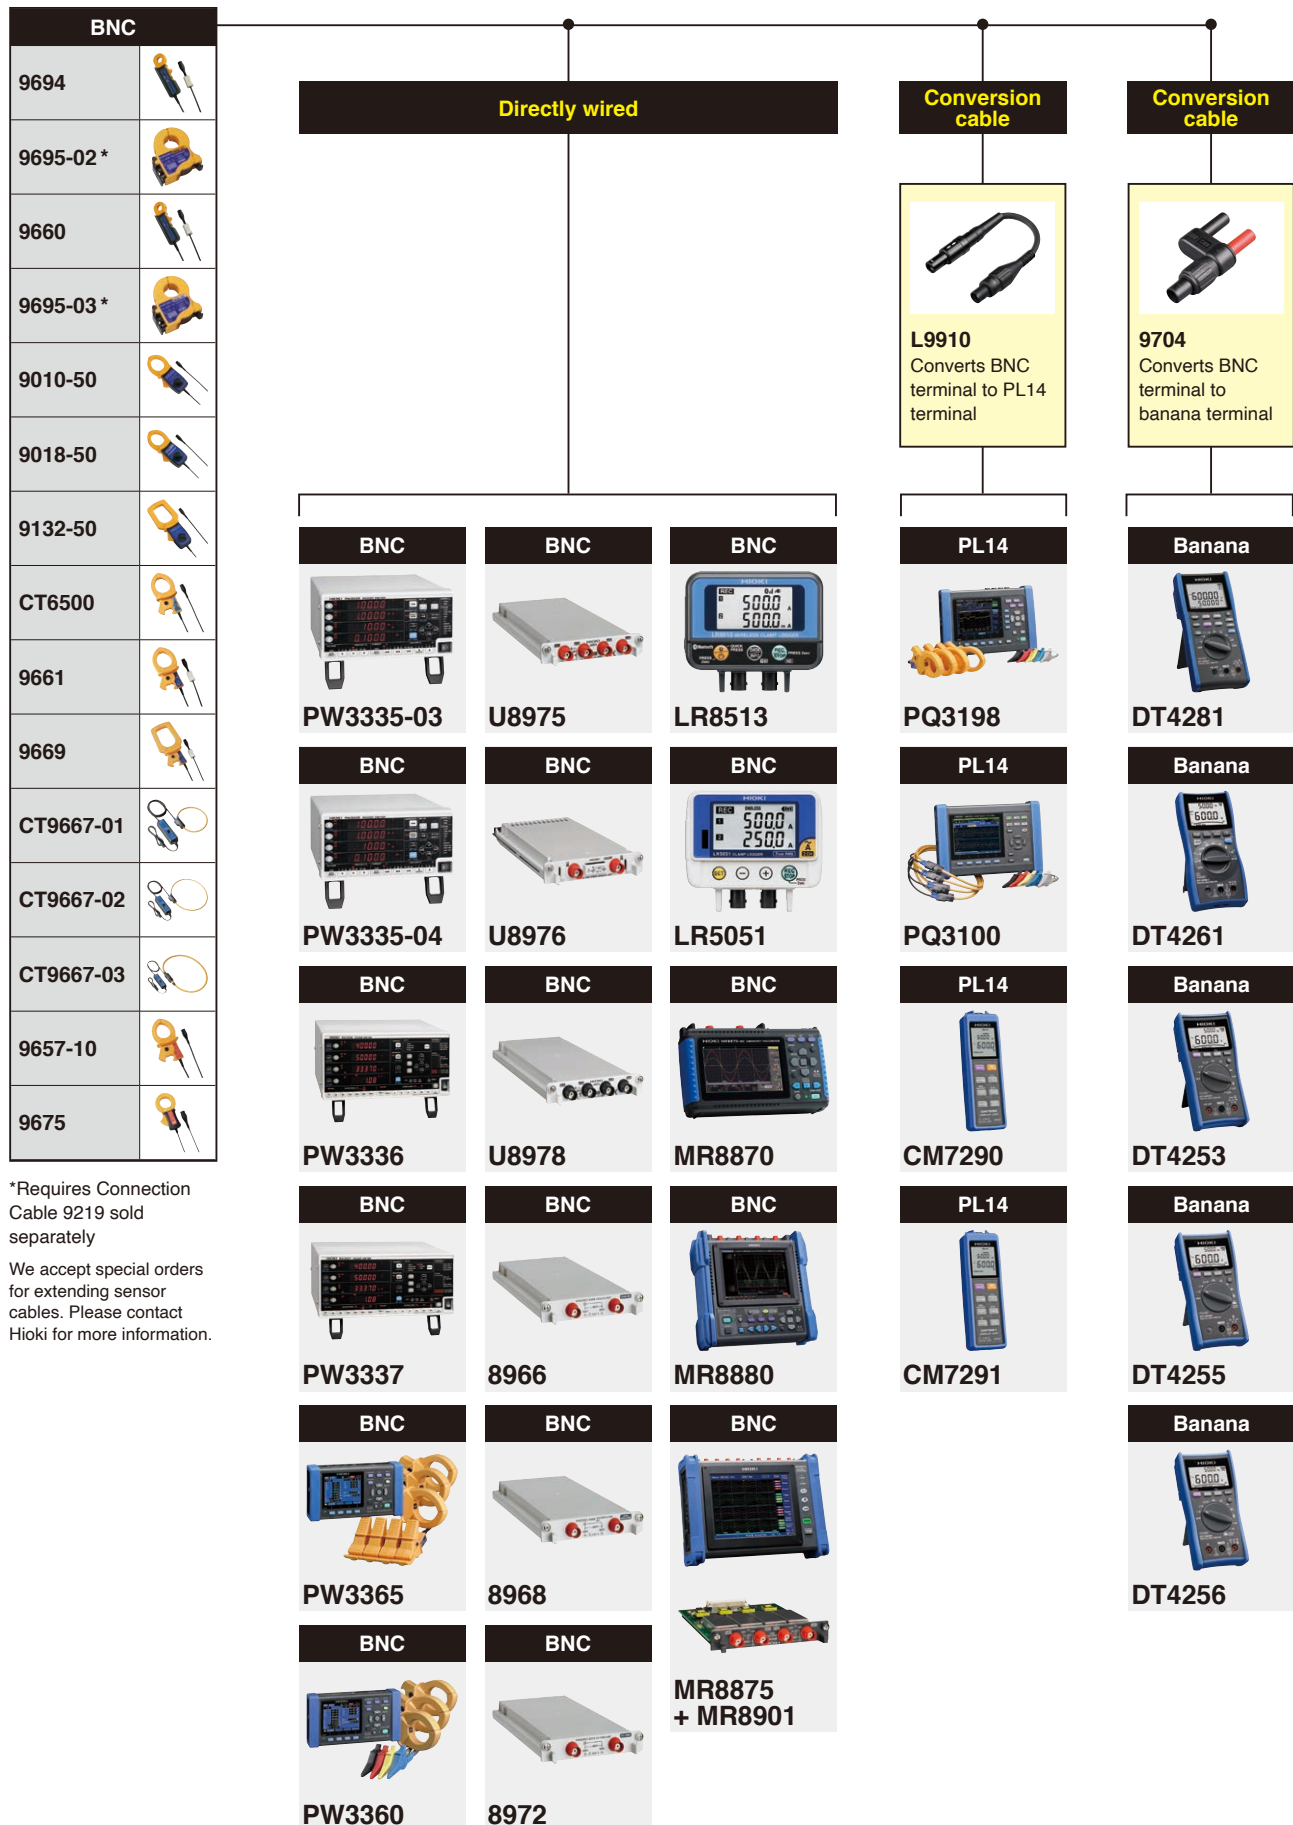 BNC
9694
9695-02 *
9660
9695-03 *
9010-50
9018-50
9132-50
CT6500
9661
9669
CT9667-01
CT9667-02
CT9667-03
9657-10
9675
*Requires Connection
Cable 9219 sold
separately
We accept special orders
for extending sensor
cables. Please contact
Hioki for more information.
Directly wired
Conversion
cable
L9910
Converts BNC
terminal to PL14
terminal
Conversion
cable
9704
Converts BNC
terminal to
banana terminal
BNC
PW3335-03
BNC
U8975
BNC
LR8513
PL14
PQ3198
Banana
DT4281
BNC
PW3335-04
BNC
U8976
BNC
LR5051
PL14
PQ3100
Banana
DT4261
BNC
PW3336
BNC
U8978
BNC
MR8870
PL14
CM7290
Banana
DT4253
BNC
PW3337
BNC
8966
BNC
MR8880
PL14
CM7291
Banana
DT4255
BNC
PW3365
BNC
8968
BNC
MR8875
+ MR8901
Banana
DT4256
BNC
PW3360
BNC
8972